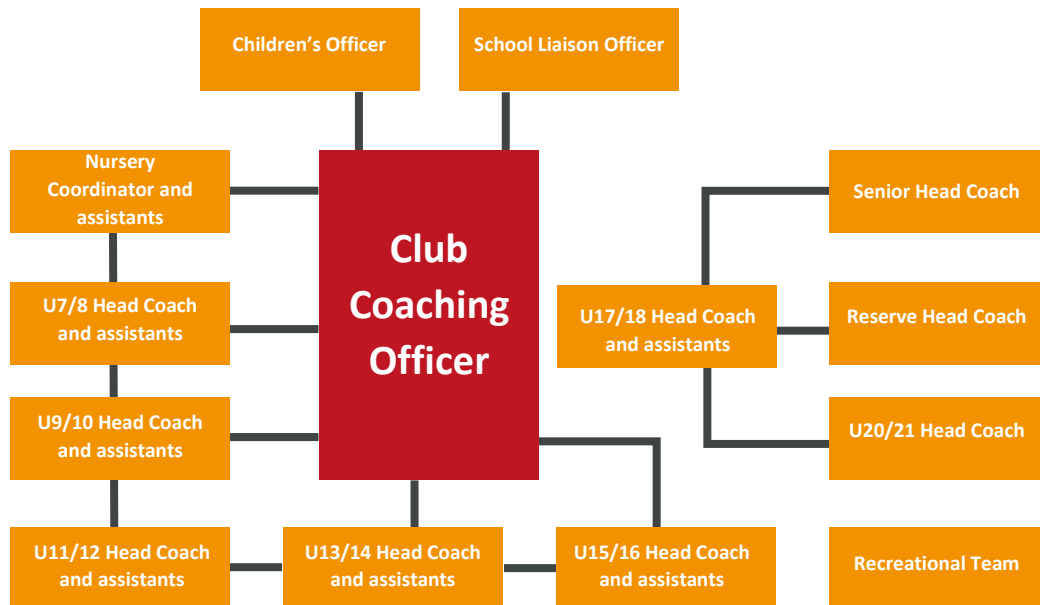 Children’s Officer
School Liaison Officer
Nursery
Coordinator and
assistants
Club
Coaching
Officer
Senior Head Coach
U7/8 Head Coach
and assistants
U17/18 Head Coach
and assistants
Reserve Head Coach
U9/10 Head Coach
and assistants
U20/21 Head Coach
U11/12 Head Coach
and assistants
U13/14 Head Coach
and assistants
U15/16 Head Coach
and assistants
Recreational Team